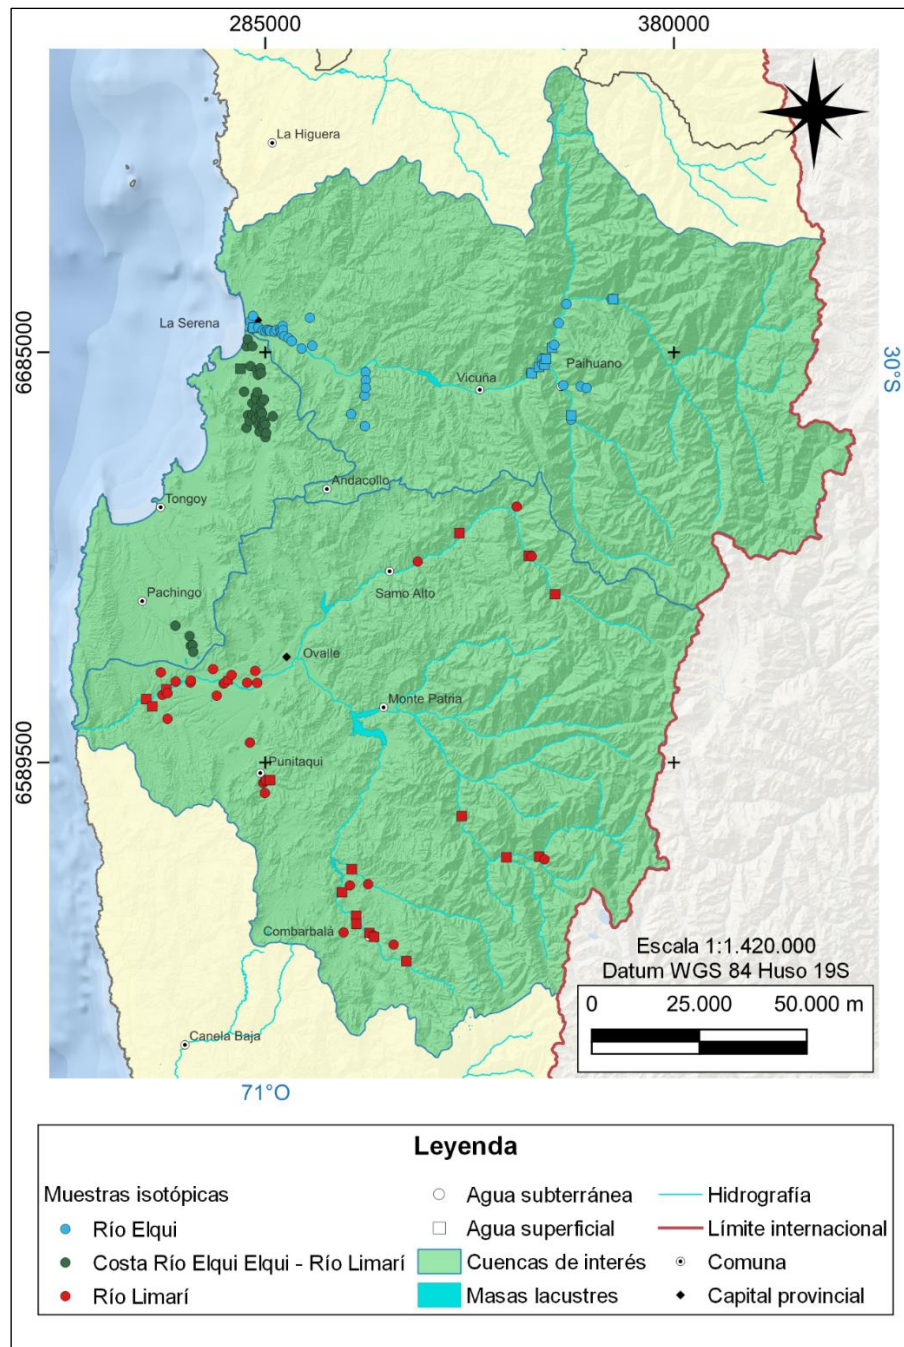 285000
380000
La Higuera
La Serena
6685000
Paihuano
30°S
Vicuña
Andacollo
Tongoy
Samo Alto
Pachingo
Ovalle
Monte Patria
6589500
Punitaqui
Combarbalá
Escala 1:1.420.000
Datum WGS 84 Huso 19S
0 25.000 50.000 m
Canela Baja
71°O
Leyenda
Muestras isotópicas
Río Elqui
Costa Río Elqui Elqui - Río Limarí
Río Limarí
Agua subterránea
Agua superficial
Cuencas de interés
Masas lacustres
Hidrografía
Límite internacional
Comuna
Capital provincial